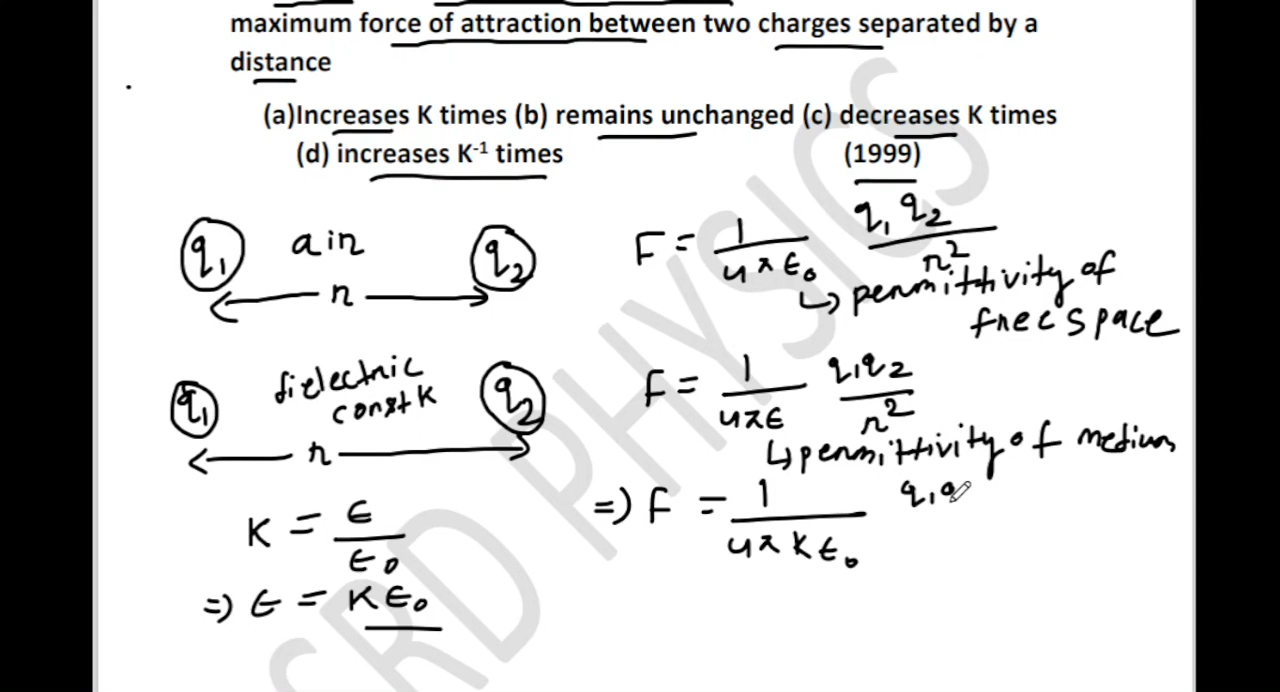 maximum force of attraction between two charges separated by a
distance
(a)Increases K times (b) remains unchanged (c) decreases K times
(d) increases K⁻¹ times (1999)
q₁ air q₂
r
F = 1/4πε₀ q₁q₂/r²
↳ permittivity of
free space
q₁ dielectric
const K q₂
r
F = 1/4πε q₁q₂/r²
↳ permittivity of medium
K = ε/ε₀
⇒ F = 1/4πKε₀ q₁
⇒ ε = Kε₀
SRD PHYSICS